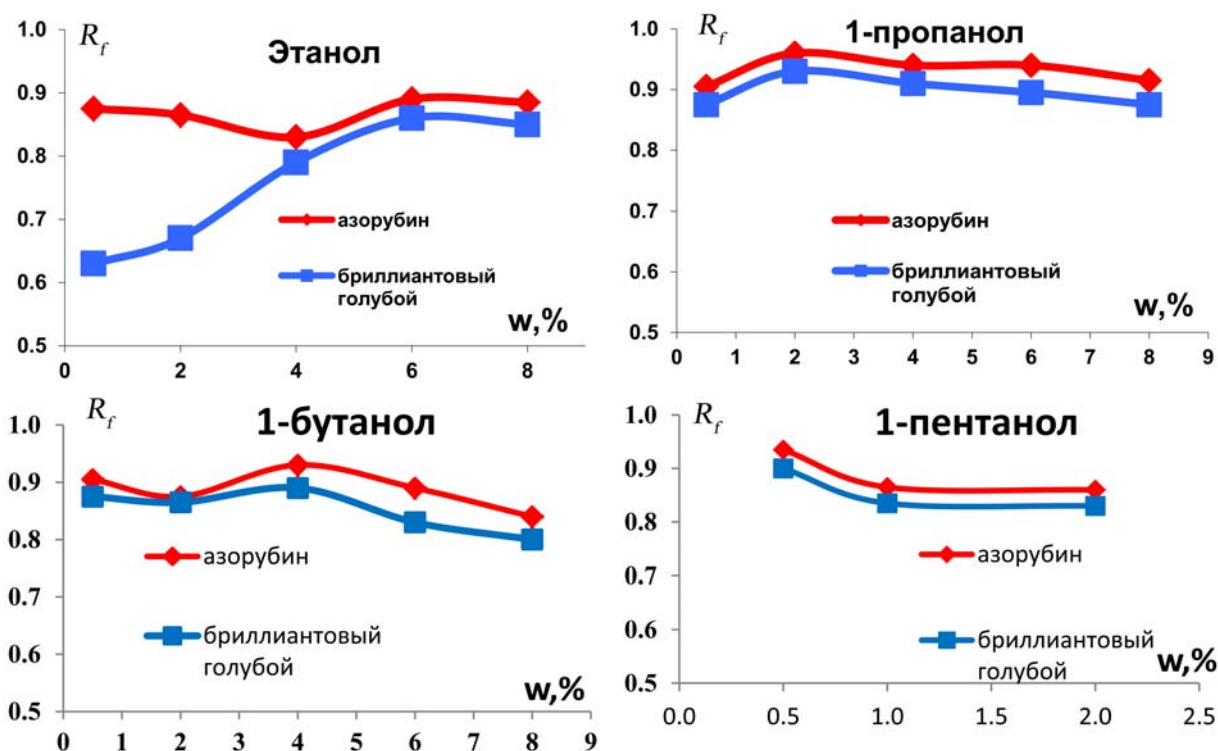 Этанол
R_f
1.0
0.9
0.8
0.7
0.6
0.5
0 2 4 6 8
азорубин
бриллиантовый
голубой
w,%
1-пропанол
R_f
1.0
0.9
0.8
0.7
0.6
0.5
0 1 2 3 4 5 6 7 8 9
азорубин
бриллиантовый
голубой
w,%
1-бутанол
R_f
1.0
0.9
0.8
0.7
0.6
0.5
0 1 2 3 4 5 6 7 8 9
азорубин
бриллиантовый
голубой
w,%
1-пентанол
R_f
1.0
0.9
0.8
0.7
0.6
0.5
0.0 0.5 1.0 1.5 2.0 2.5
азорубин
бриллиантовый
голубой
w,%